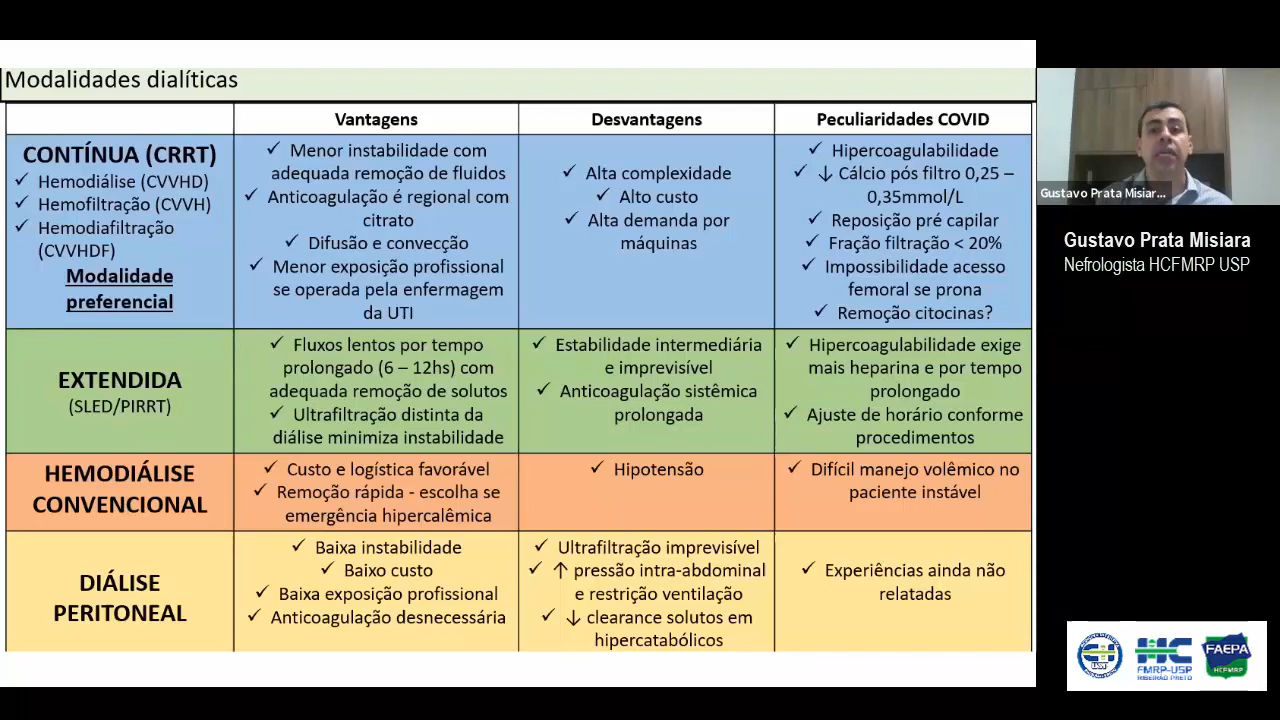 Modalidades dialíticas
Vantagens
Desvantagens
Peculiaridades COVID
CONTÍNUA (CRRT)
✓ Hemodiálise (CVVHD)
✓ Hemofiltração (CVVH)
✓ Hemodiafiltração
(CVVHDF)
Modalidade
preferencial
✓ Menor instabilidade com
adequada remoção de fluidos
✓ Anticoagulação é regional com
citrato
✓ Difusão e convecção
✓ Menor exposição profissional
se operada pela enfermagem
da UTI
✓ Alta complexidade
✓ Alto custo
✓ Alta demanda por
máquinas
✓ Hipercoagulabilidade
✓ ↓ Cálcio pós filtro 0,25 –
0,35mmol/L
✓ Reposição pré capilar
✓ Fração filtração < 20%
✓ Impossibilidade acesso
femoral se prona
✓ Remoção citocinas?
EXTENDIDA
(SLED/PIRRT)
✓ Fluxos lentos por tempo
prolongado (6 – 12hs) com
adequada remoção de solutos
✓ Ultrafiltração distinta da
diálise minimiza instabilidade
✓ Estabilidade intermediária
e imprevisível
✓ Anticoagulação sistêmica
prolongada
✓ Hipercoagulabilidade exige
mais heparina e por tempo
prolongado
✓ Ajuste de horário conforme
procedimentos
HEMODIÁLISE
CONVENCIONAL
✓ Custo e logística favorável
✓ Remoção rápida - escolha se
emergência hipercalêmica
✓ Hipotensão
✓ Difícil manejo volêmico no
paciente instável
DIÁLISE
PERITONEAL
✓ Baixa instabilidade
✓ Baixo custo
✓ Baixa exposição profissional
✓ Anticoagulação desnecessária
✓ Ultrafiltração imprevisível
✓ ↑ pressão intra-abdominal
e restrição ventilação
✓ ↓ clearance solutos em
hipercatabólicos
✓ Experiências ainda não
relatadas
Gustavo Prata Misiar...
Gustavo Prata Misiara
Nefrologista HCFMRP USP
HC
FMRP-USP
RIBEIRÃO PRETO
FAEPA
HCFMRP